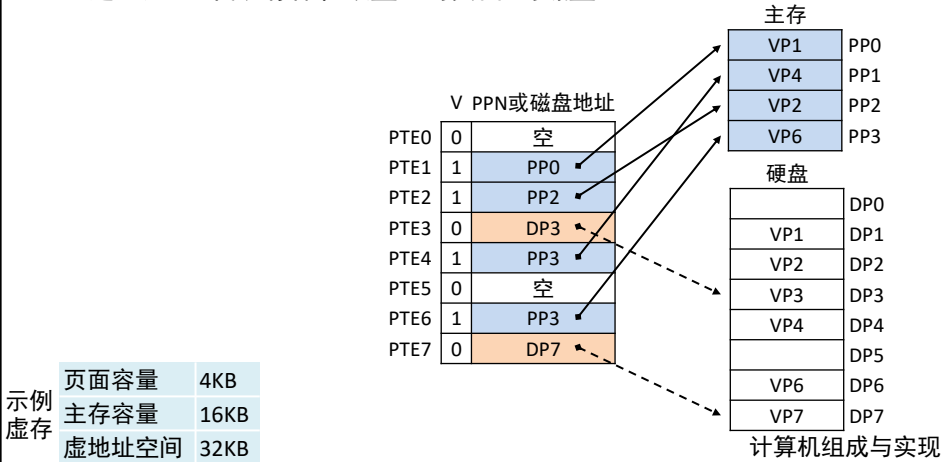 主存
VP1 PP0
VP4 PP1
VP2 PP2
VP6 PP3
V PPN或磁盘地址
PTE0 0 空
PTE1 1 PP0
PTE2 1 PP2
PTE3 0 DP3
PTE4 1 PP3
PTE5 0 空
PTE6 1 PP3
PTE7 0 DP7
硬盘
DP0
VP1 DP1
VP2 DP2
VP3 DP3
VP4 DP4
DP5
VP6 DP6
VP7 DP7
示例虚存
页面容量 4KB
主存容量 16KB
虚地址空间 32KB
计算机组成与实现